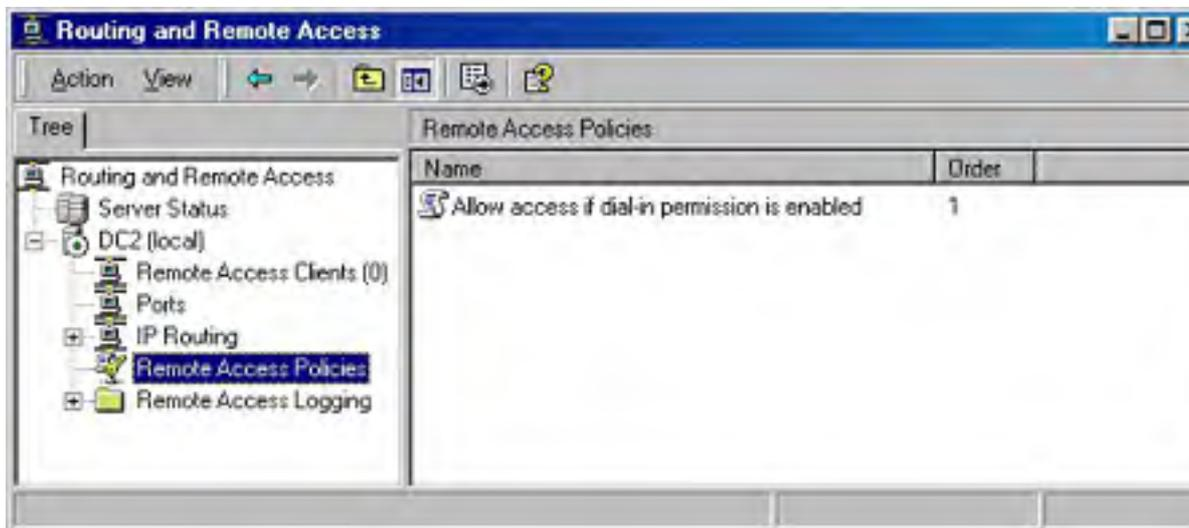 Routing and Remote Access
Action View
Tree
Remote Access Policies
Routing and Remote Access
Server Status
DC2 (local)
Remote Access Clients (0)
Ports
IP Routing
Remote Access Policies
Remote Access Logging
Name Order
Allow access if dial-in permission is enabled 1